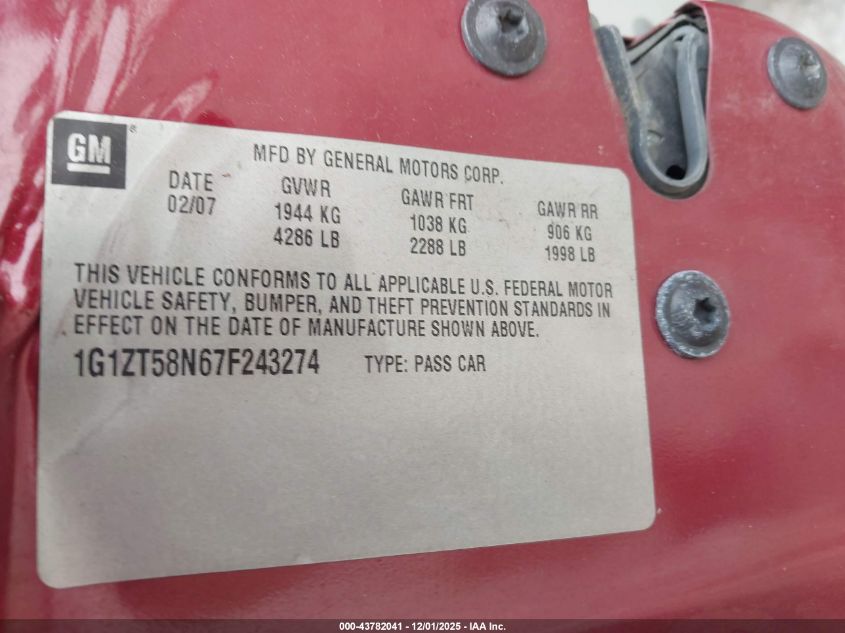 GM®
MFD BY GENERAL MOTORS CORP.
DATE GVWR GAWR FRT GAWR RR
02/07 1944 KG 1038 KG 906 KG
4286 LB 2288 LB 1998 LB
THIS VEHICLE CONFORMS TO ALL APPLICABLE U.S. FEDERAL MOTOR
VEHICLE SAFETY, BUMPER, AND THEFT PREVENTION STANDARDS IN
EFFECT ON THE DATE OF MANUFACTURE SHOWN ABOVE.
1G1ZT58N67F243274 TYPE: PASS CAR
000-43782041 - 12/01/2025 - IAA Inc.